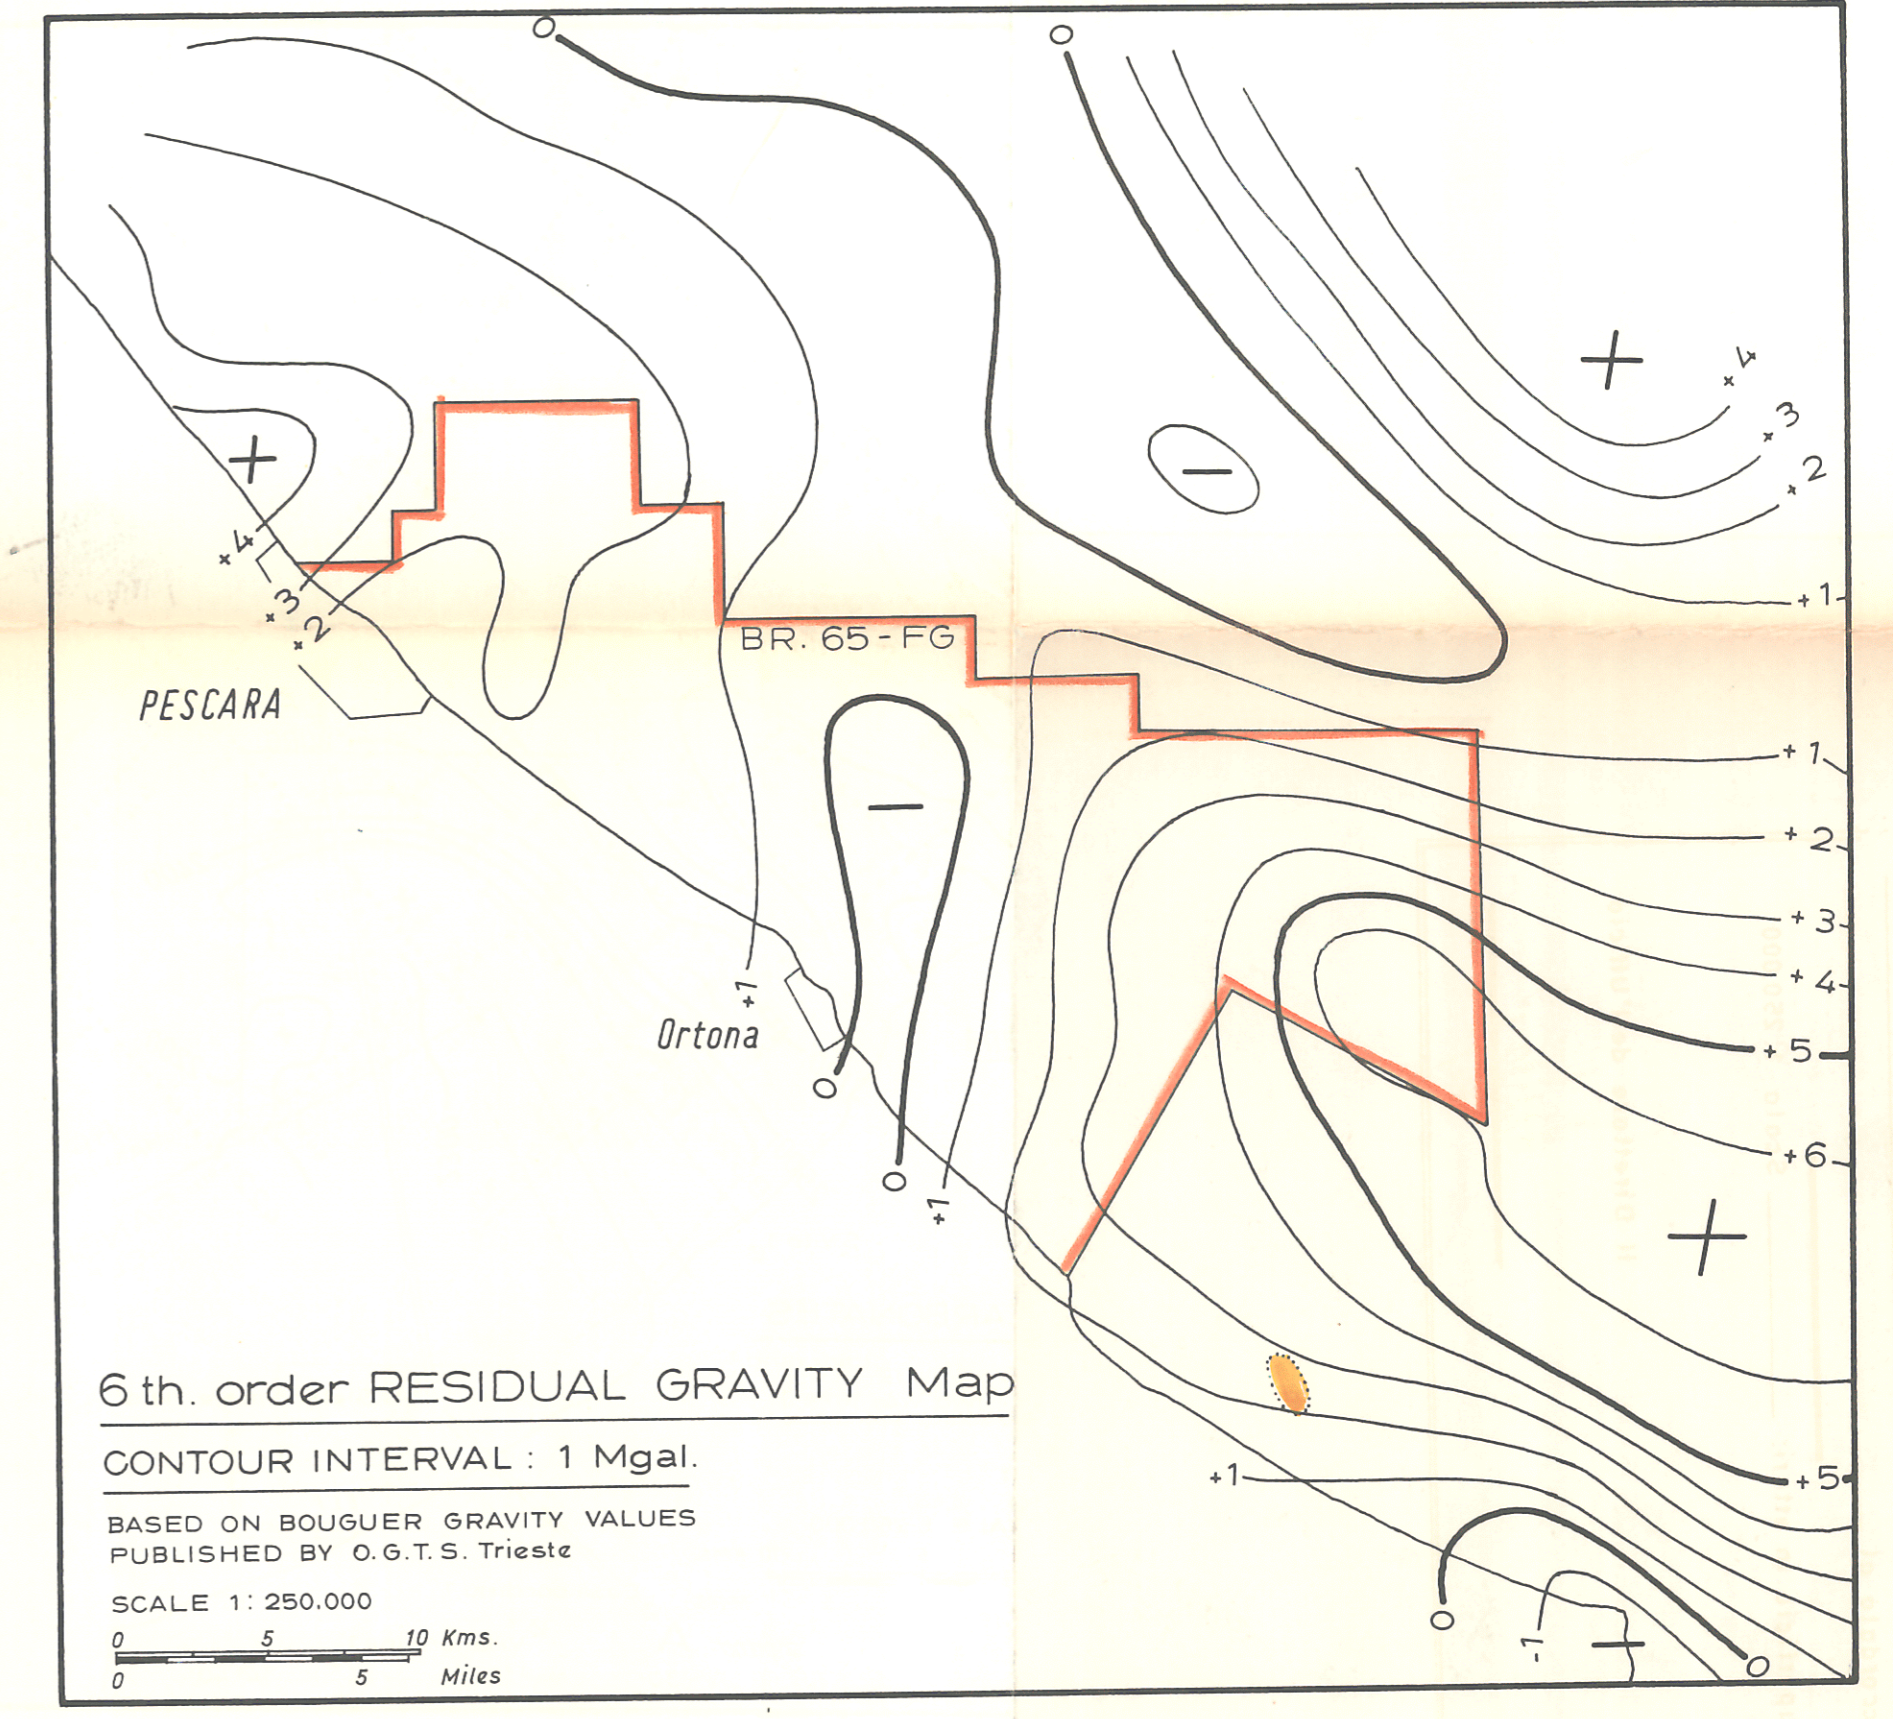 0
0
+
x 4
x 3
x 2
+
x 4
x 3
x 2
−
+1
BR. 65-FG
PESCARA
−
+1
+2
+3
+4
+1
Ortona
+5
0
+6
0
+1
+
6th. order RESIDUAL GRAVITY Map
CONTOUR INTERVAL: 1 Mgal.
+1
+5
BASED ON BOUGUER GRAVITY VALUES
PUBLISHED BY O.G.T.S. Trieste
SCALE 1:250.000
0 5 10 Kms.
0 5 Miles
0
-1
−
0